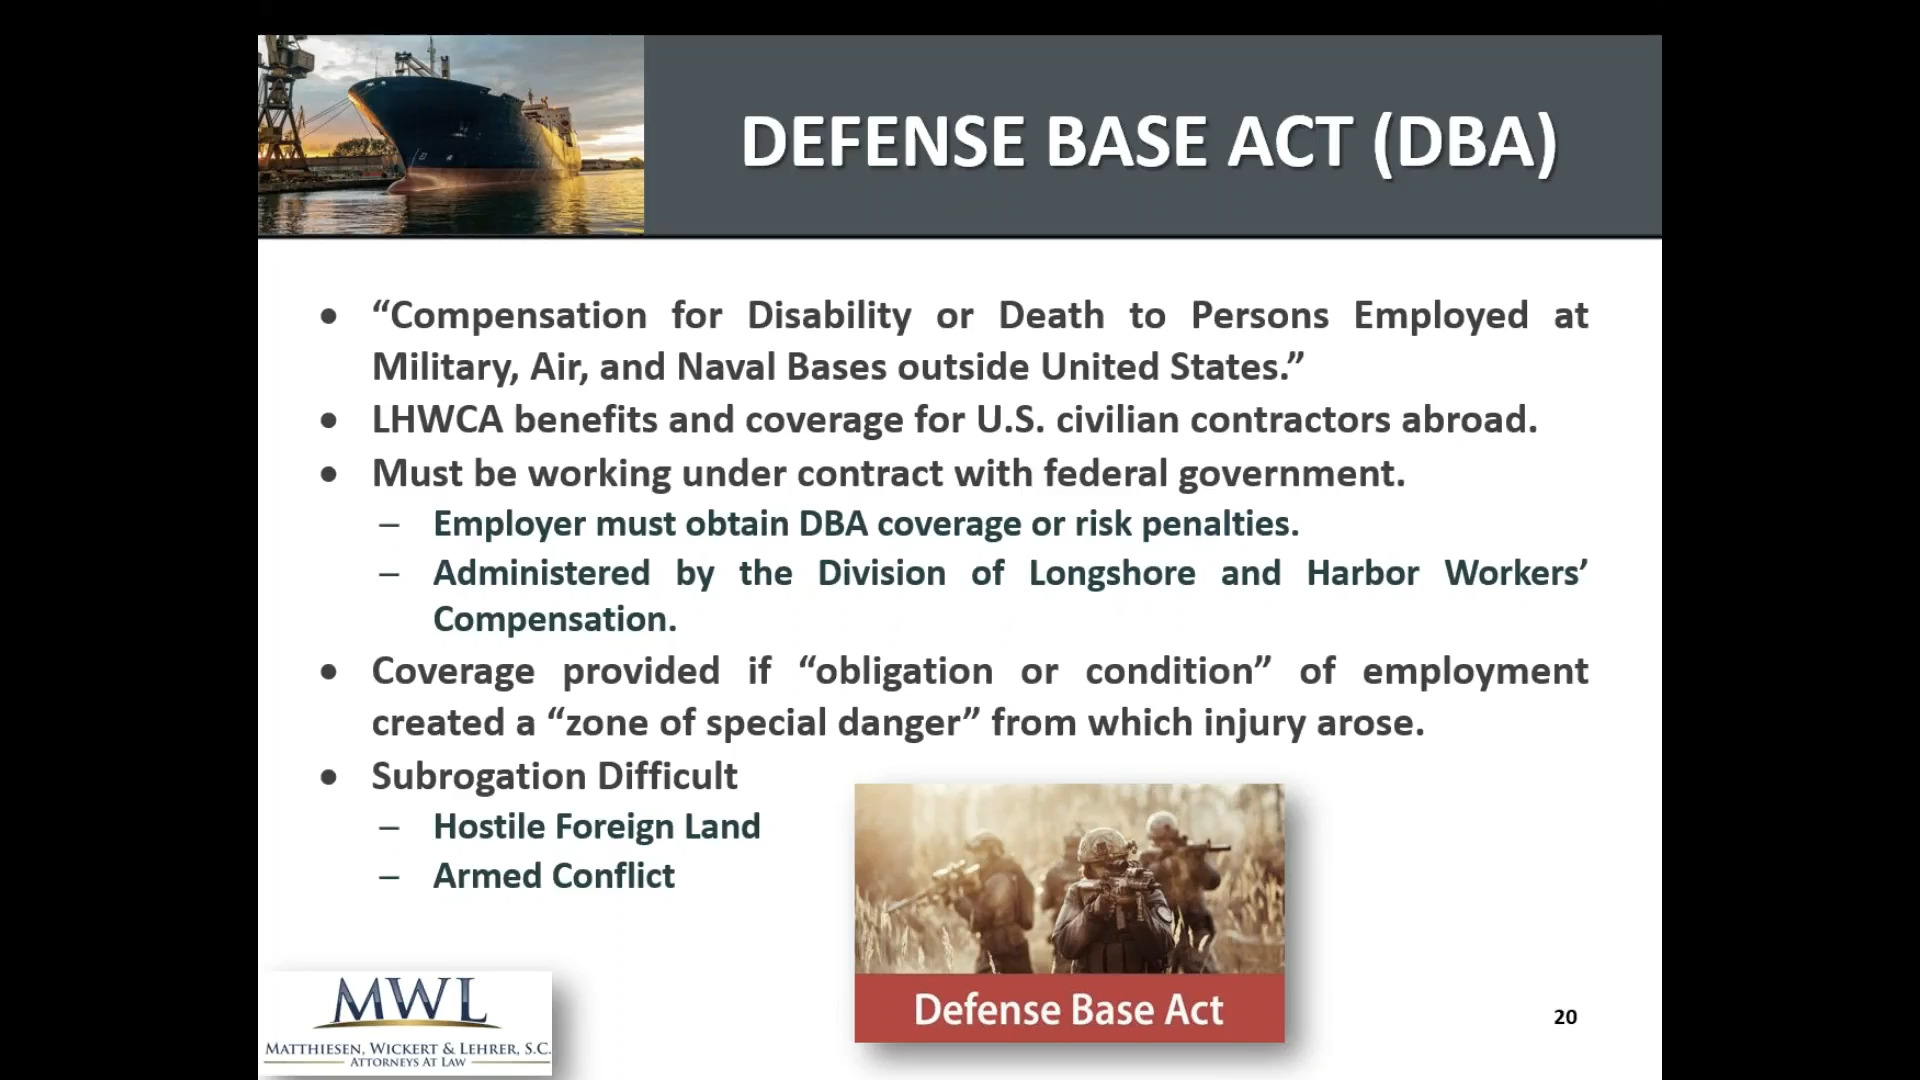 DEFENSE BASE ACT (DBA)
• “Compensation for Disability or Death to Persons Employed at
Military, Air, and Naval Bases outside United States.”
• LHWCA benefits and coverage for U.S. civilian contractors abroad.
• Must be working under contract with federal government.
– Employer must obtain DBA coverage or risk penalties.
– Administered by the Division of Longshore and Harbor Workers’
Compensation.
• Coverage provided if “obligation or condition” of employment
created a “zone of special danger” from which injury arose.
• Subrogation Difficult
– Hostile Foreign Land
– Armed Conflict
Defense Base Act
MWL
MATTHIESEN, WICKERT & LEHRER, S.C.
ATTORNEYS AT LAW
20